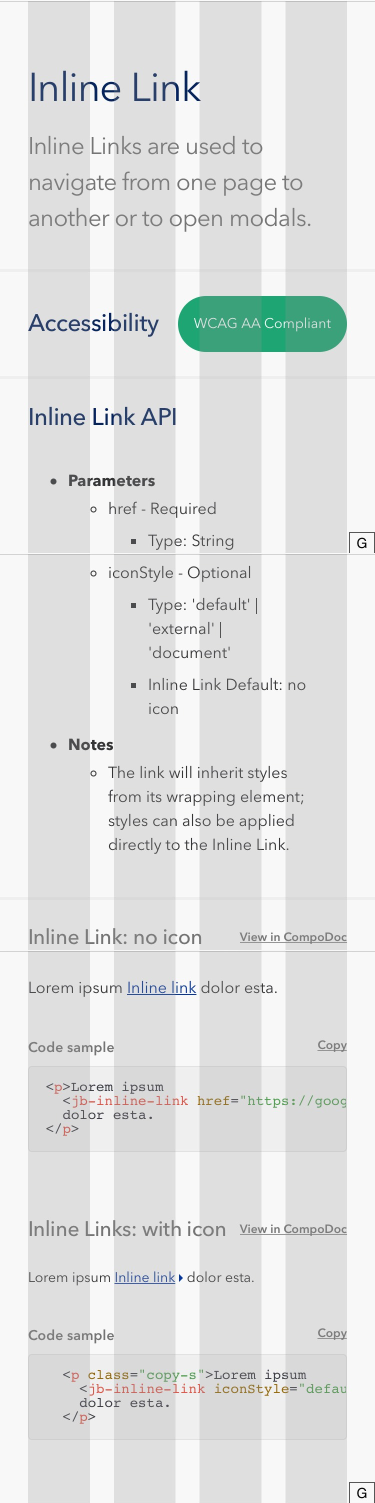 Inline Link
Inline Links are used to
navigate from one page to
another or to open modals.
Accessibility
WCAG AA Compliant
Inline Link API
Parameters
href - Required
Type: String
G
iconStyle - Optional
Type: 'default' |
'external' |
'document'
Inline Link Default: no
icon
Notes
The link will inherit styles
from its wrapping element;
styles can also be applied
directly to the Inline Link.
Inline Link: no icon
View in CompoDoc
Lorem ipsum Inline link dolor esta.
Code sample
Copy
<p>Lorem ipsum
<jb-inline-link href="https://goog
dolor esta.
</p>
Inline Links: with icon
View in CompoDoc
Lorem ipsum Inline link dolor esta.
Code sample
Copy
<p class="copy-s">Lorem ipsum
<jb-inline-link iconStyle="defau
dolor esta.
</p>
G